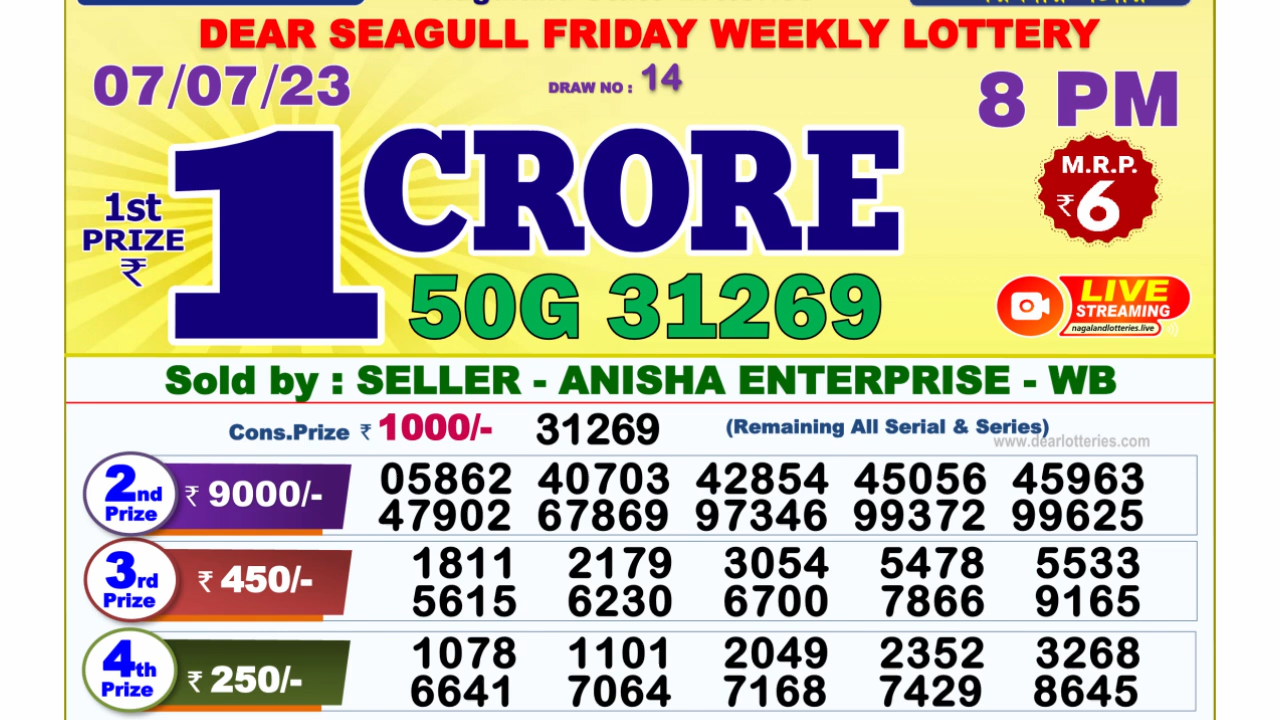 DEAR SEAGULL FRIDAY WEEKLY LOTTERY
07/07/23
DRAW NO : 14
8 PM
1st
PRIZE
₹
1 CRORE
M.R.P.
₹6
50G 31269
LIVE
STREAMING
nagalandlotteries.live
Sold by : SELLER - ANISHA ENTERPRISE - WB
Cons.Prize ₹ 1000/- 31269 (Remaining All Serial & Series)
www.dearlotteries.com
2nd Prize ₹ 9000/-
05862 40703 42854 45056 45963
47902 67869 97346 99372 99625
3rd Prize ₹ 450/-
1811 2179 3054 5478 5533
5615 6230 6700 7866 9165
4th Prize ₹ 250/-
1078 1101 2049 2352 3268
6641 7064 7168 7429 8645